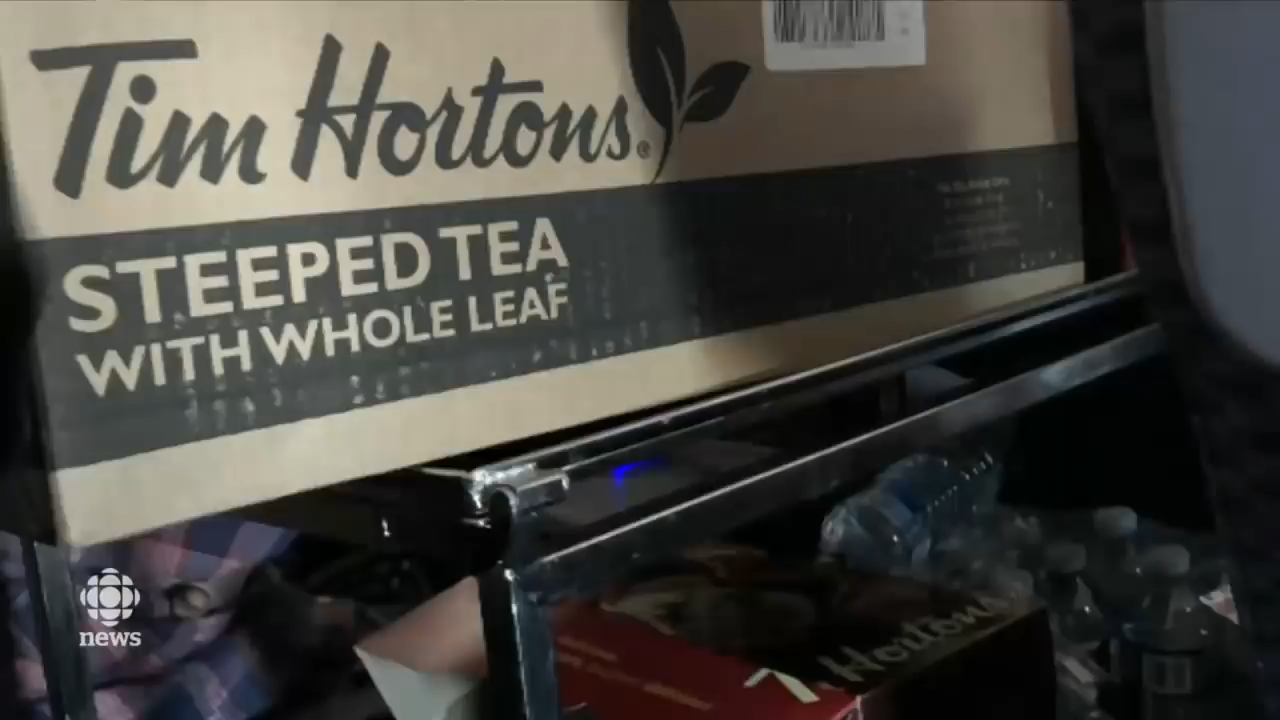 Tim Hortons®
STEEPED TEA
WITH WHOLE LEAF
Hortons
news